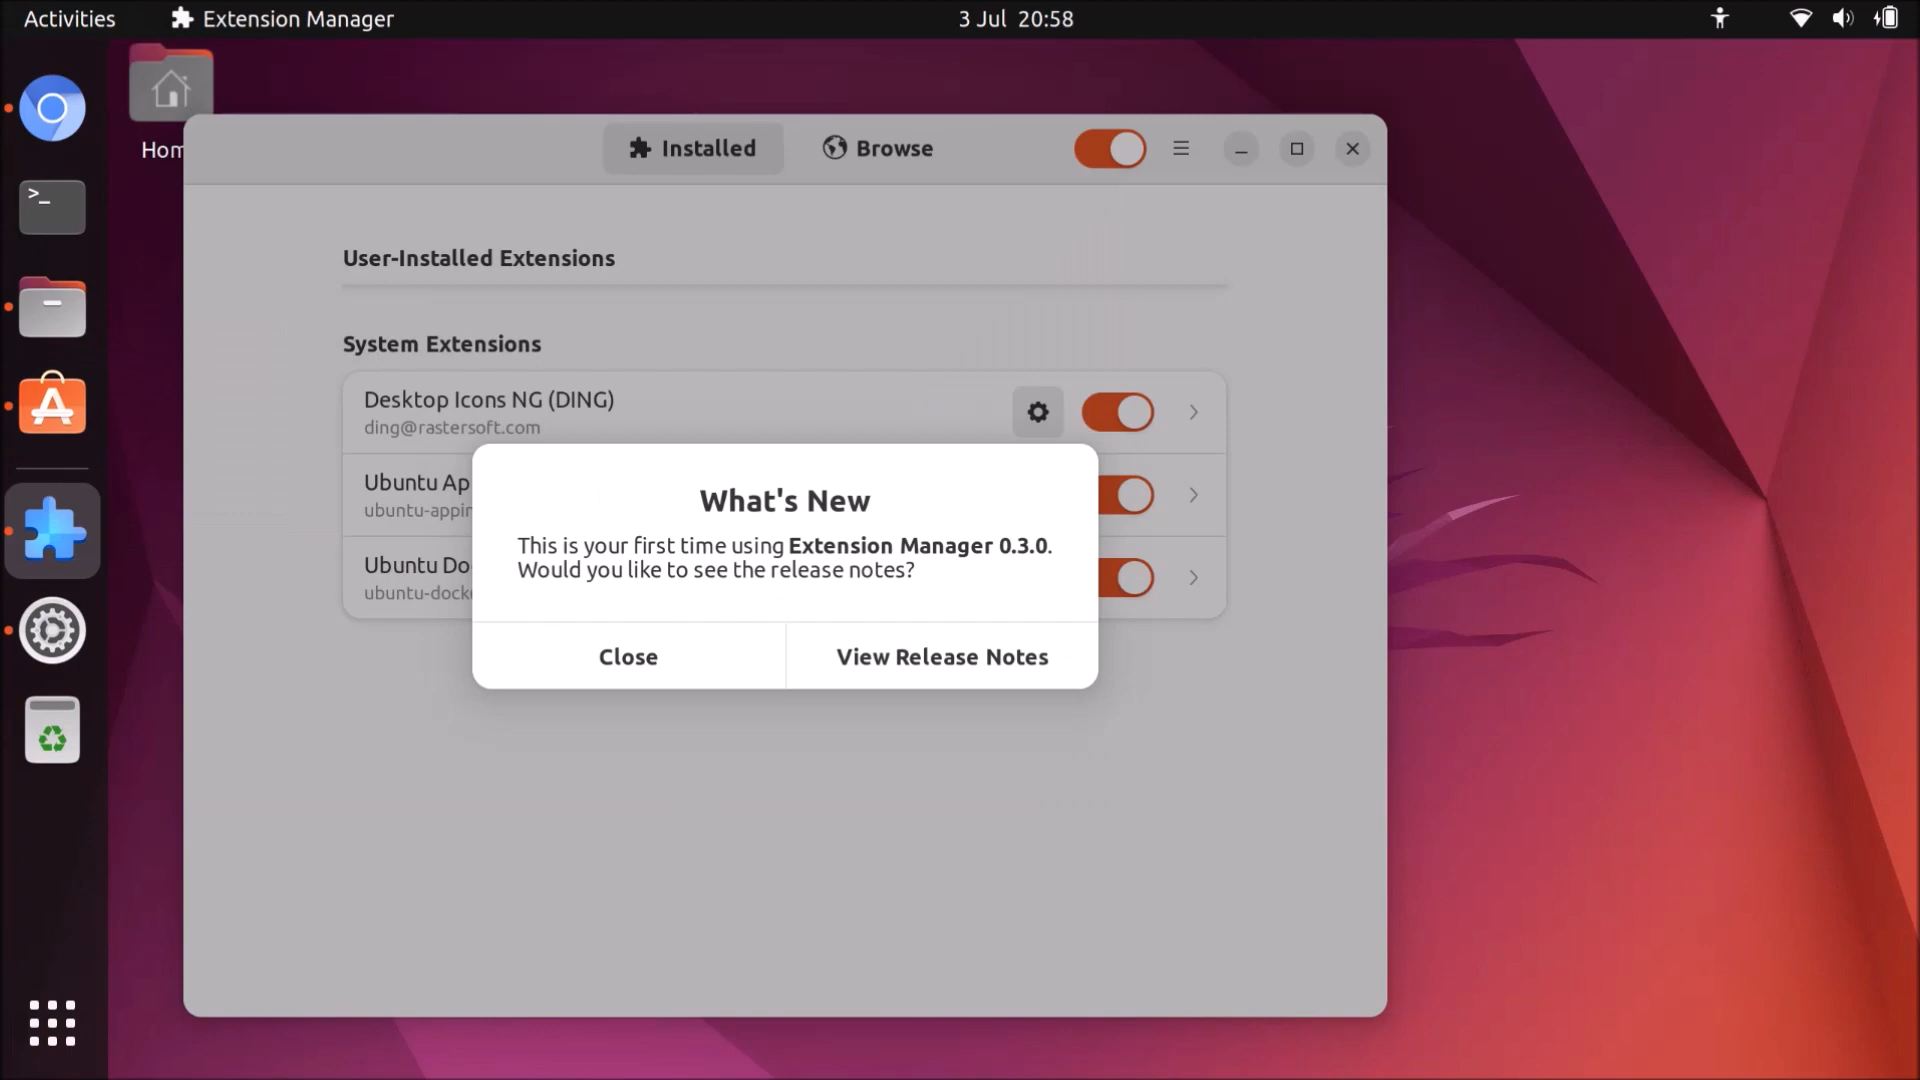 Activities
Extension Manager
3 Jul 20:58
Hom
Installed
Browse
User-Installed Extensions
System Extensions
Desktop Icons NG (DING)
ding@rastersoft.com
Ubuntu Ap
ubuntu-appin
Ubuntu Do
ubuntu-dock
What's New
This is your first time using Extension Manager 0.3.0.
Would you like to see the release notes?
Close
View Release Notes